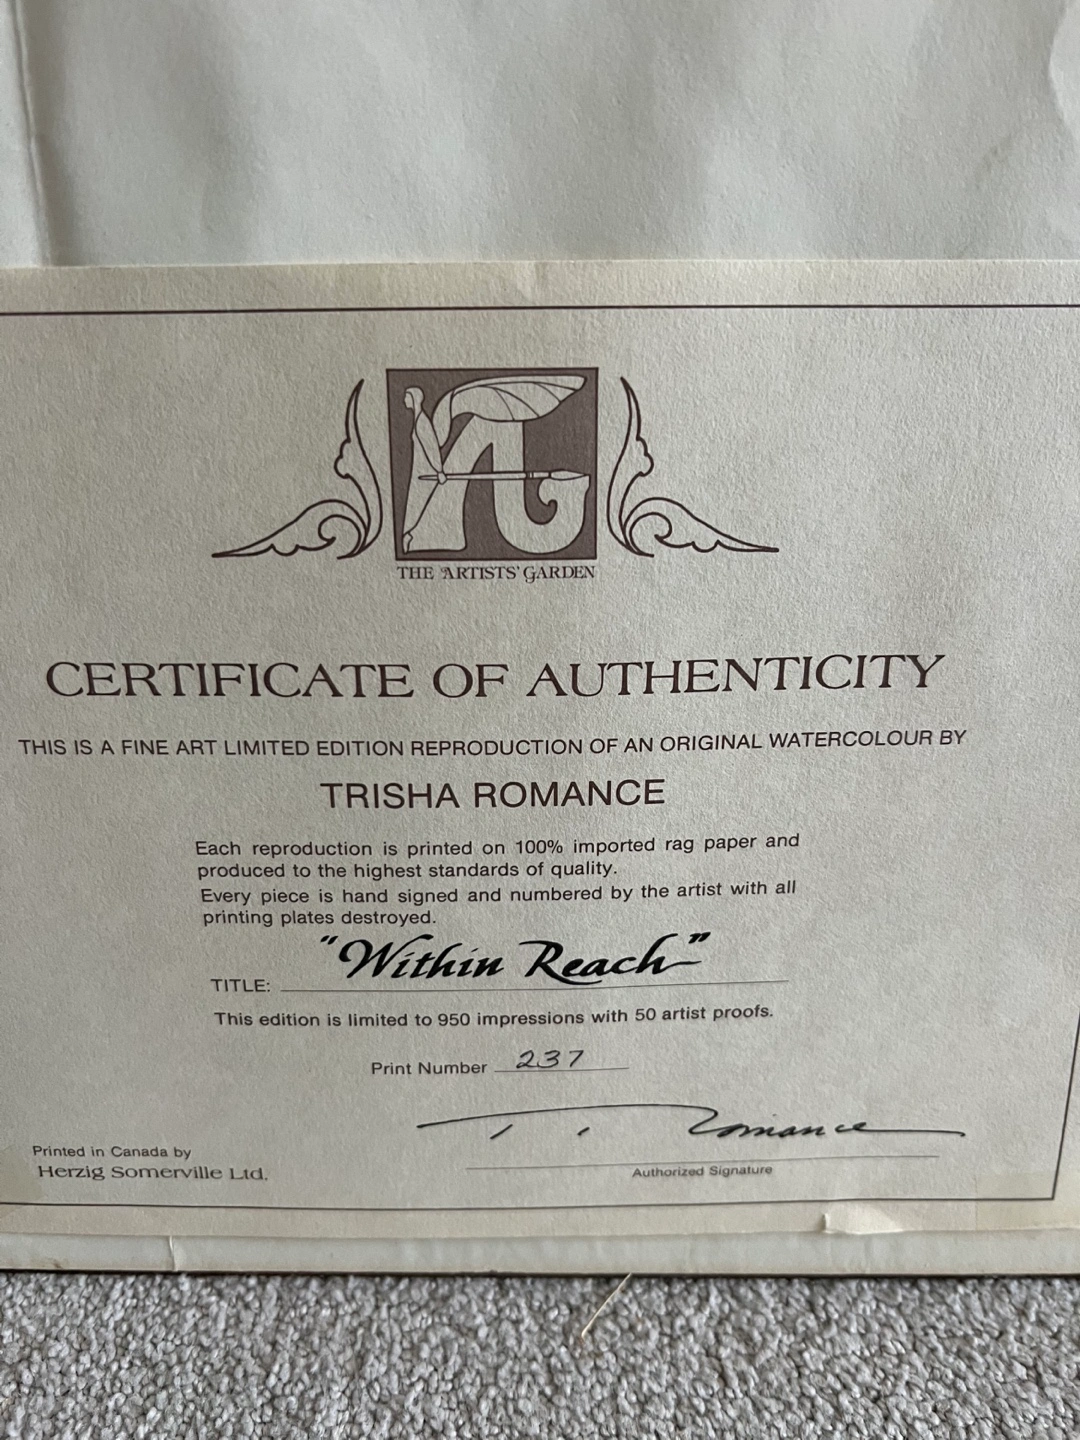 THE ARTISTS' GARDEN
CERTIFICATE OF AUTHENTICITY
THIS IS A FINE ART LIMITED EDITION REPRODUCTION OF AN ORIGINAL WATERCOLOUR BY
TRISHA ROMANCE
Each reproduction is printed on 100% imported rag paper and
produced to the highest standards of quality.
Every piece is hand signed and numbered by the artist with all
printing plates destroyed.
TITLE: "Within Reach"
This edition is limited to 950 impressions with 50 artist proofs.
Print Number 237
T. Romance
Authorized Signature
Printed in Canada by
Herzig Somerville Ltd.